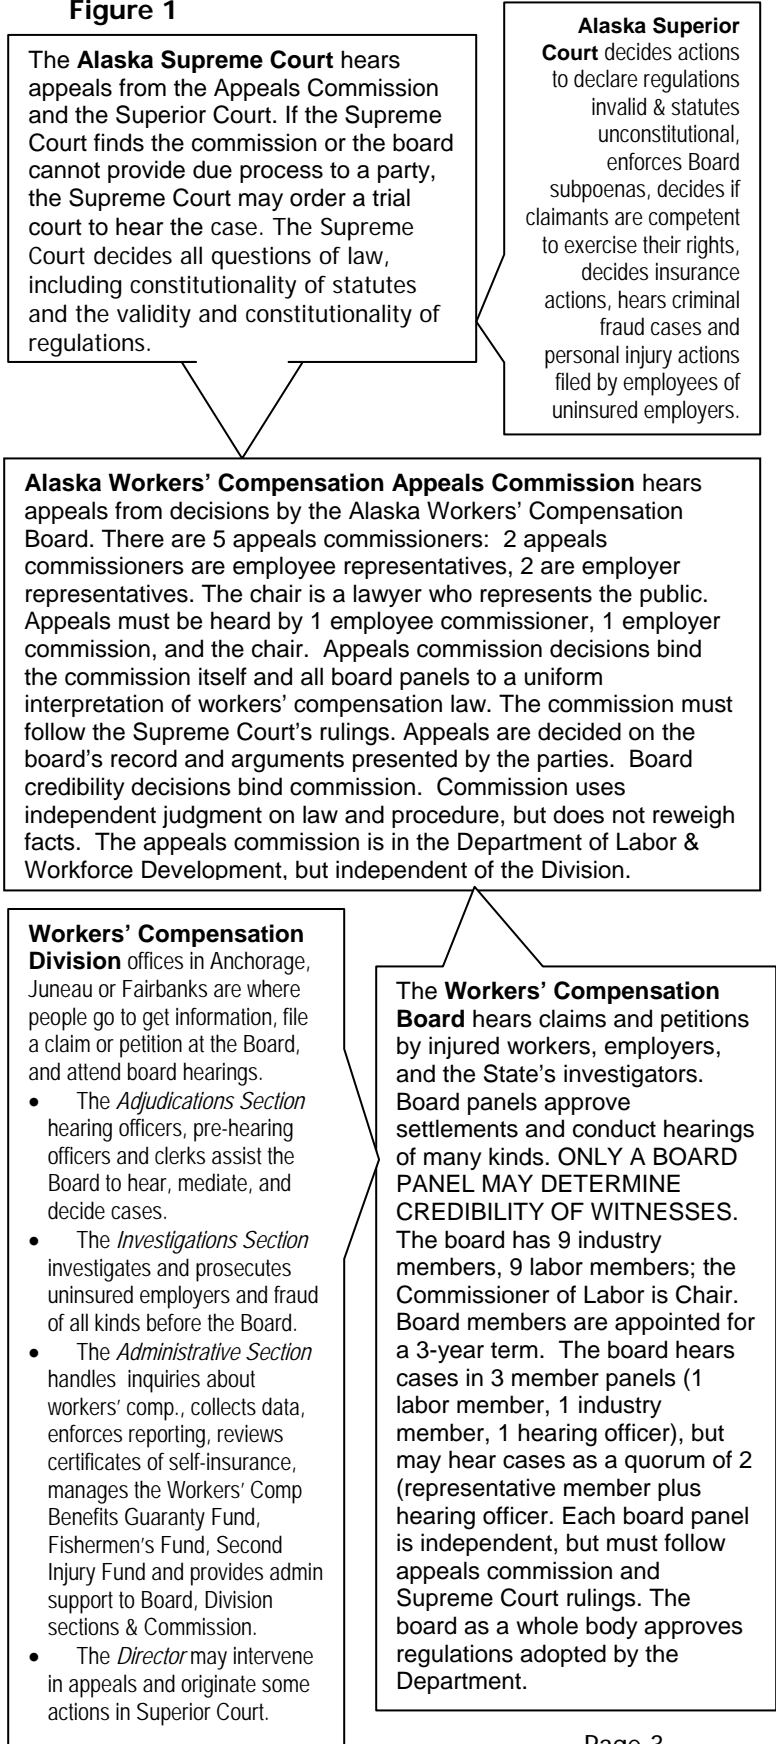 Figure 1
The Alaska Supreme Court hears
appeals from the Appeals Commission
and the Superior Court. If the Supreme
Court finds the commission or the board
cannot provide due process to a party,
the Supreme Court may order a trial
court to hear the case. The Supreme
Court decides all questions of law,
including constitutionality of statutes
and the validity and constitutionality of
regulations.
Alaska Superior
Court decides actions
to declare regulations
invalid & statutes
unconstitutional,
enforces Board
subpoenas, decides if
claimants are competent
to exercise their rights,
decides insurance
actions, hears criminal
fraud cases and
personal injury actions
filed by employees of
uninsured employers.
Alaska Workers’ Compensation Appeals Commission hears
appeals from decisions by the Alaska Workers’ Compensation
Board. There are 5 appeals commissioners:  2 appeals
commissioners are employee representatives, 2 are employer
representatives. The chair is a lawyer who represents the public.
Appeals must be heard by 1 employee commissioner, 1 employer
commission, and the chair.  Appeals commission decisions bind
the commission itself and all board panels to a uniform
interpretation of workers’ compensation law. The commission must
follow the Supreme Court’s rulings. Appeals are decided on the
board’s record and arguments presented by the parties.  Board
credibility decisions bind commission.  Commission uses
independent judgment on law and procedure, but does not reweigh
facts.  The appeals commission is in the Department of Labor &
Workforce Development, but independent of the Division.
Workers’ Compensation
Division offices in Anchorage,
Juneau or Fairbanks are where
people go to get information, file
a claim or petition at the Board,
and attend board hearings.
• The Adjudications Section
hearing officers, pre-hearing
officers and clerks assist the
Board to hear, mediate, and
decide cases.
• The Investigations Section
investigates and prosecutes
uninsured employers and fraud
of all kinds before the Board.
• The Administrative Section
handles  inquiries about
workers’ comp., collects data,
enforces reporting, reviews
certificates of self-insurance,
manages the Workers’ Comp
Benefits Guaranty Fund,
Fishermen’s Fund, Second
Injury Fund and provides admin
support to Board, Division
sections & Commission.
• The Director may intervene
in appeals and originate some
actions in Superior Court.
The Workers’ Compensation
Board hears claims and petitions
by injured workers, employers,
and the State’s investigators.
Board panels approve
settlements and conduct hearings
of many kinds. ONLY A BOARD
PANEL MAY DETERMINE
CREDIBILITY OF WITNESSES.
The board has 9 industry
members, 9 labor members; the
Commissioner of Labor is Chair.
Board members are appointed for
a 3-year term.  The board hears
cases in 3 member panels (1
labor member, 1 industry
member, 1 hearing officer), but
may hear cases as a quorum of 2
(representative member plus
hearing officer. Each board panel
is independent, but must follow
appeals commission and
Supreme Court rulings. The
board as a whole body approves
regulations adopted by the
Department.